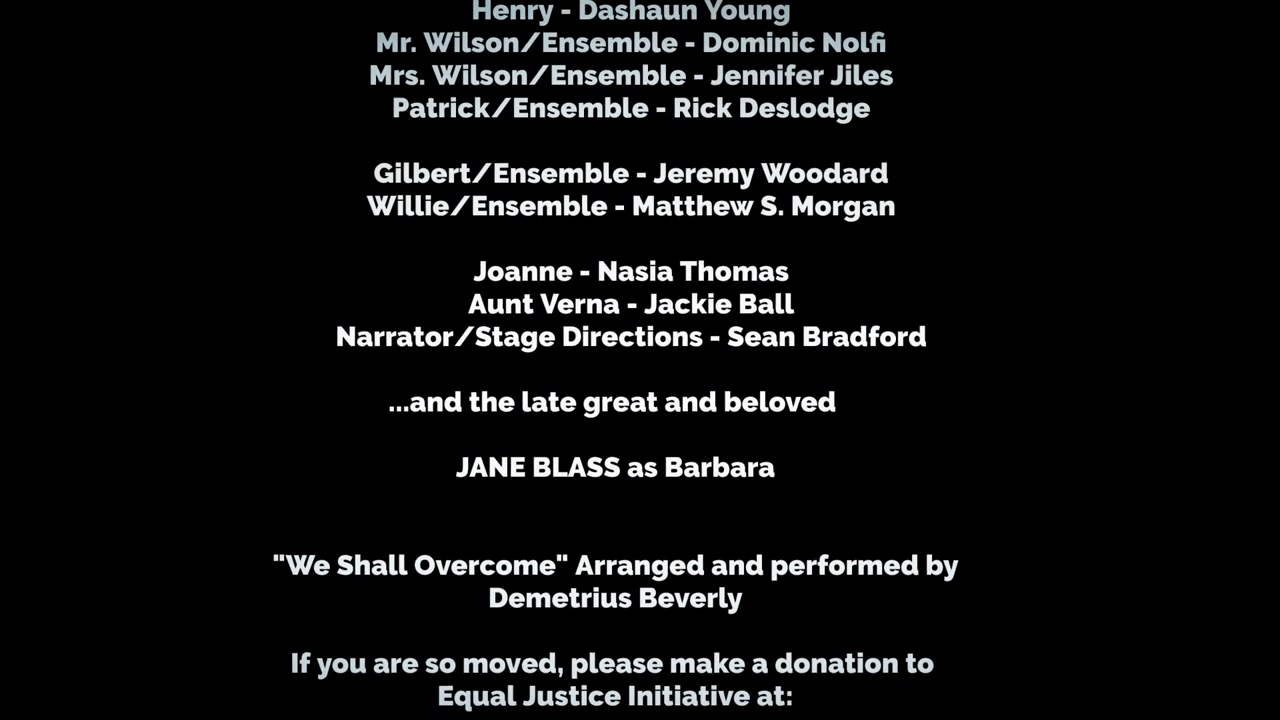 Henry - Dashaun Young
Mr. Wilson/Ensemble - Dominic Nolfi
Mrs. Wilson/Ensemble - Jennifer Jiles
Patrick/Ensemble - Rick Deslodge
Gilbert/Ensemble - Jeremy Woodard
Willie/Ensemble - Matthew S. Morgan
Joanne - Nasia Thomas
Aunt Verna - Jackie Ball
Narrator/Stage Directions - Sean Bradford
...and the late great and beloved
JANE BLASS as Barbara
"We Shall Overcome" Arranged and performed by
Demetrius Beverly
If you are so moved, please make a donation to
Equal Justice Initiative at: